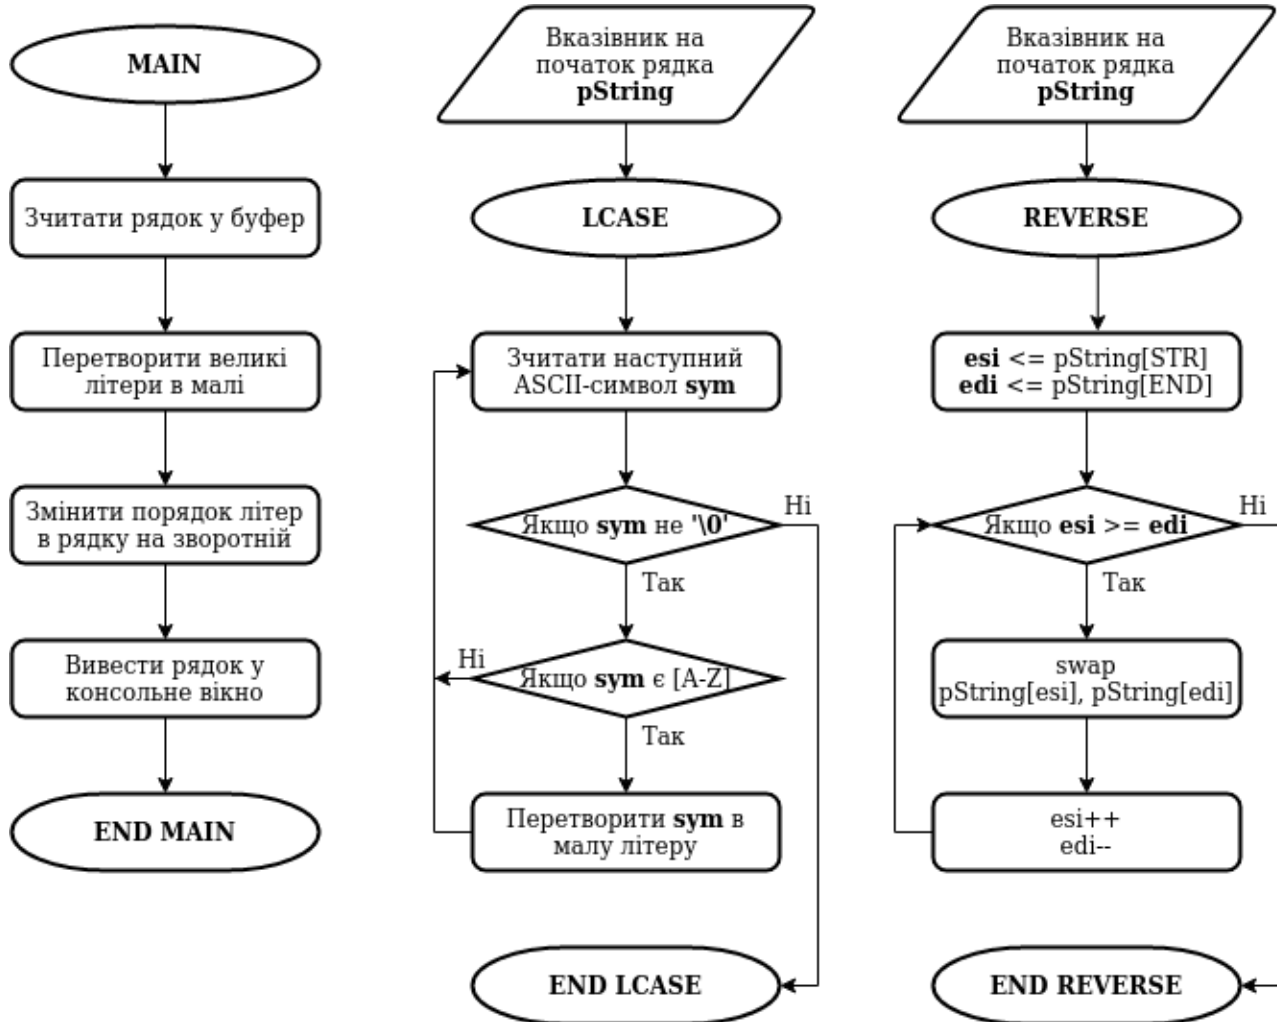 MAIN
Зчитати рядок у буфер
Перетворити великі
літери в малі
Змінити порядок літер
в рядку на зворотній
Вивести рядок у
консольне вікно
END MAIN
Вказівник на
початок рядка
pString
LCASE
Зчитати наступний
ASCII-символ sym
Якщо sym не '\0'
Ні
Так
Якщо sym є [A-Z]
Ні
Так
Перетворити sym в
малу літеру
END LCASE
Вказівник на
початок рядка
pString
REVERSE
esi <= pString[STR]
edi <= pString[END]
Якщо esi >= edi
Ні
Так
swap
pString[esi], pString[edi]
esi++
edi--
END REVERSE